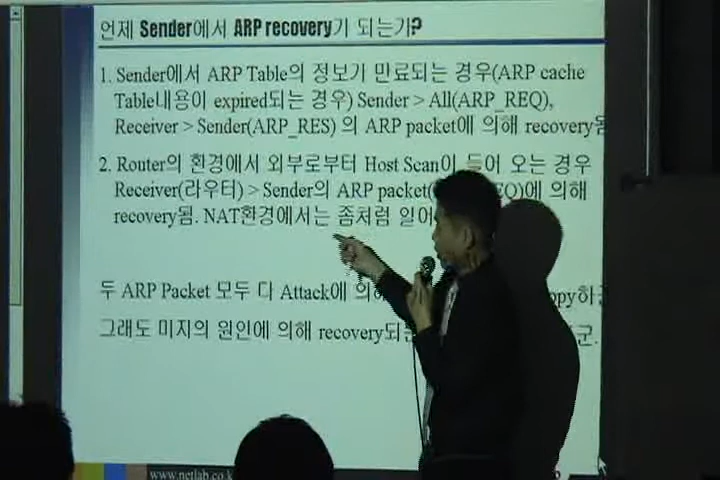 언제 Sender에서 ARP recovery가 되는가?
1. Sender에서 ARP Table의 정보가 만료되는 경우(ARP cache
Table내용이 expired되는 경우) Sender > All(ARP_REQ),
Receiver > Sender(ARP_RES) 의 ARP packet에 의해 recovery됨
2. Router의 환경에서 외부로부터 Host Scan이 들어 오는 경우
Receiver(라우터) > Sender의 ARP packet( EQ)에 의해
recovery됨. NAT환경에서는 좀처럼 일어
두 ARP Packet 모두 다 Attack에 의해 opy하
그래도 미지의 원인에 의해 recovery되는 군.
www.netlab.co.k